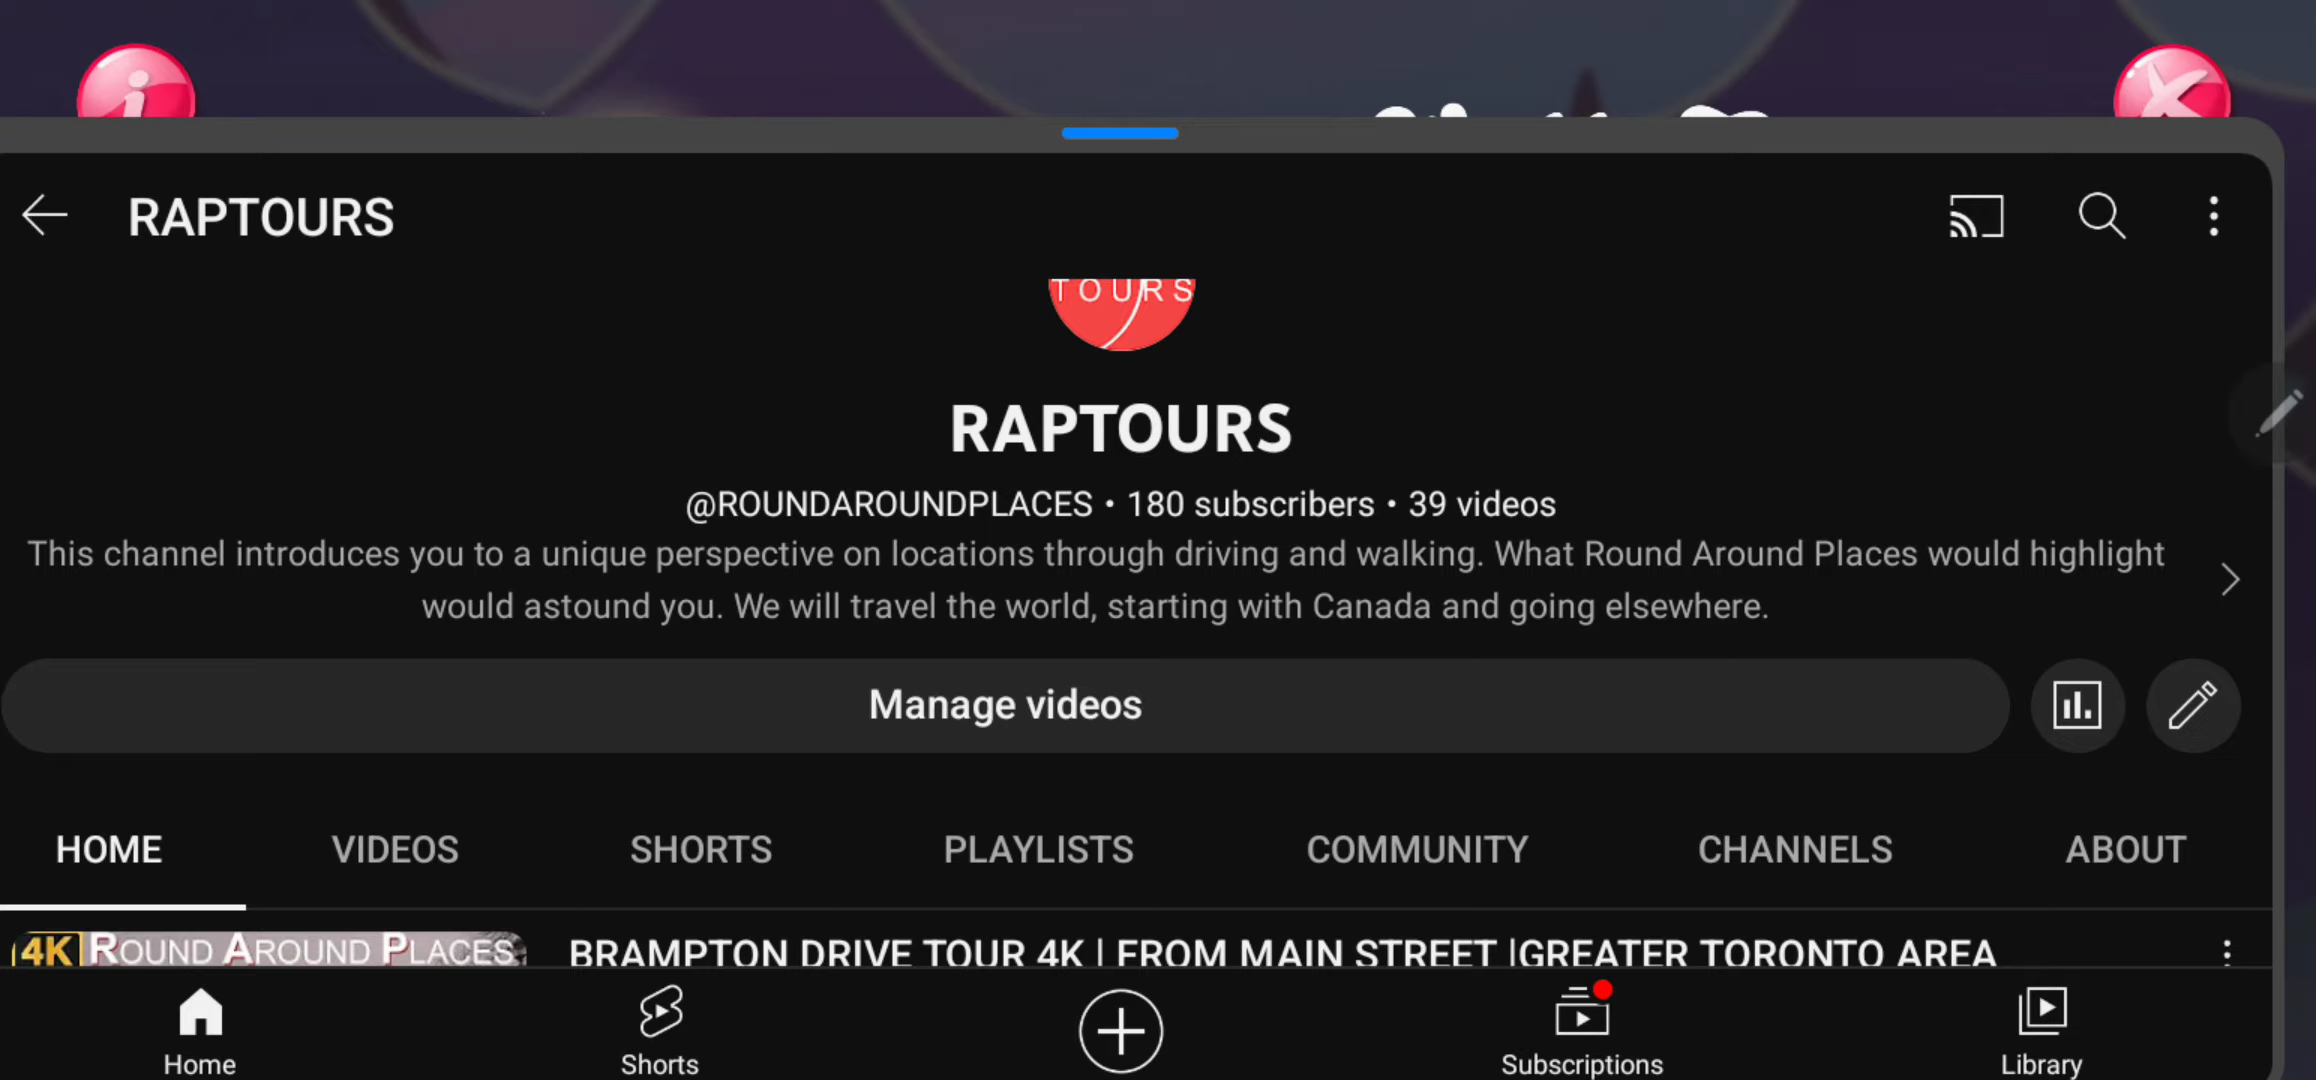 RAPTOURS
TOURS
RAPTOURS
@ROUNDAROUNDPLACES • 180 subscribers • 39 videos
This channel introduces you to a unique perspective on locations through driving and walking. What Round Around Places would highlight
would astound you. We will travel the world, starting with Canada and going elsewhere.
Manage videos
HOME VIDEOS SHORTS PLAYLISTS COMMUNITY CHANNELS ABOUT
4K ROUND AROUND PLACES
BRAMPTON DRIVE TOUR 4K | FROM MAIN STREET |GREATER TORONTO AREA
Home Shorts Subscriptions Library